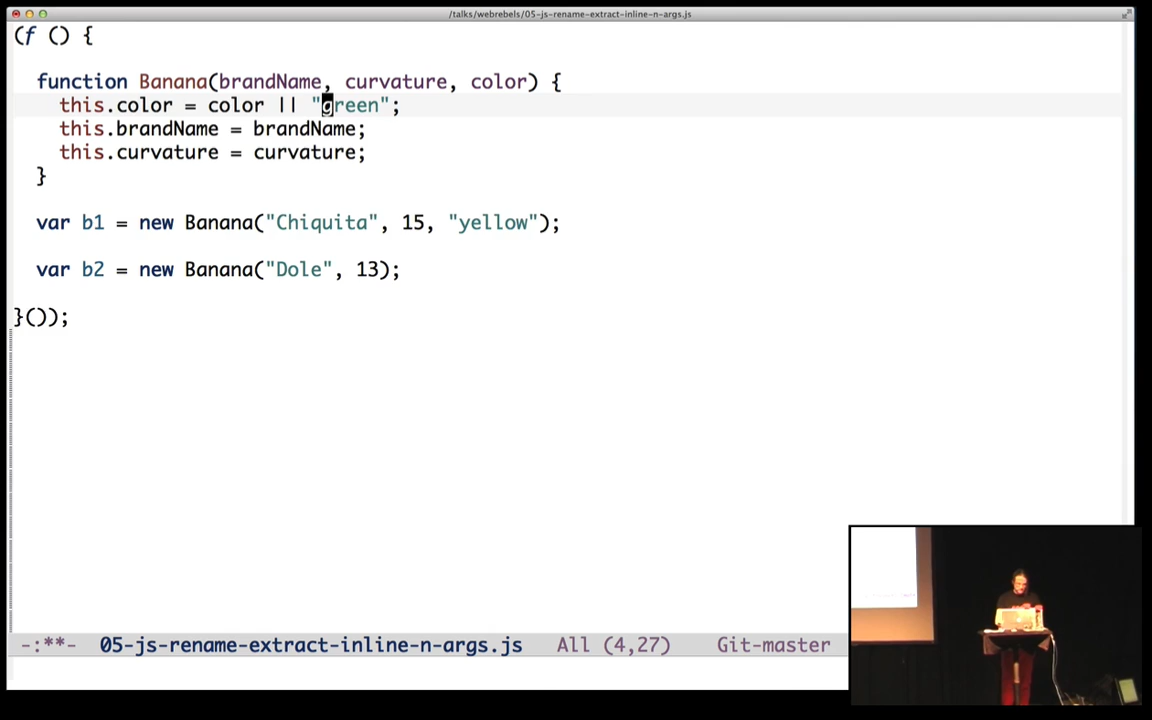 /talks/webrebels/05-js-rename-extract-inline-n-args.js
(f () {
function Banana(brandName, curvature, color) {
this.color = color || "green";
this.brandName = brandName;
this.curvature = curvature;
}
var b1 = new Banana("Chiquita", 15, "yellow");
var b2 = new Banana("Dole", 13);
}());
-:**- 05-js-rename-extract-inline-n-args.js All (4,27) Git-master